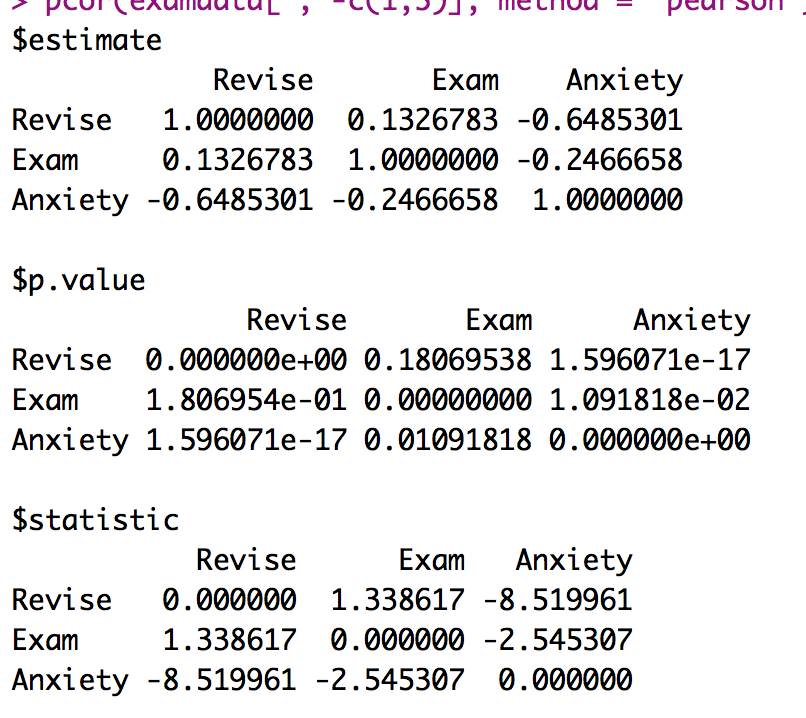 > pcor(examdata[ , -c(1,5)], method = "pearson")
$estimate
Revise Exam Anxiety
Revise 1.0000000 0.1326783 -0.6485301
Exam 0.1326783 1.0000000 -0.2466658
Anxiety -0.6485301 -0.2466658 1.0000000
$p.value
Revise Exam Anxiety
Revise 0.000000e+00 0.18069538 1.596071e-17
Exam 1.806954e-01 0.00000000 1.091818e-02
Anxiety 1.596071e-17 0.01091818 0.000000e+00
$statistic
Revise Exam Anxiety
Revise 0.000000 1.338617 -8.519961
Exam 1.338617 0.000000 -2.545307
Anxiety -8.519961 -2.545307 0.000000